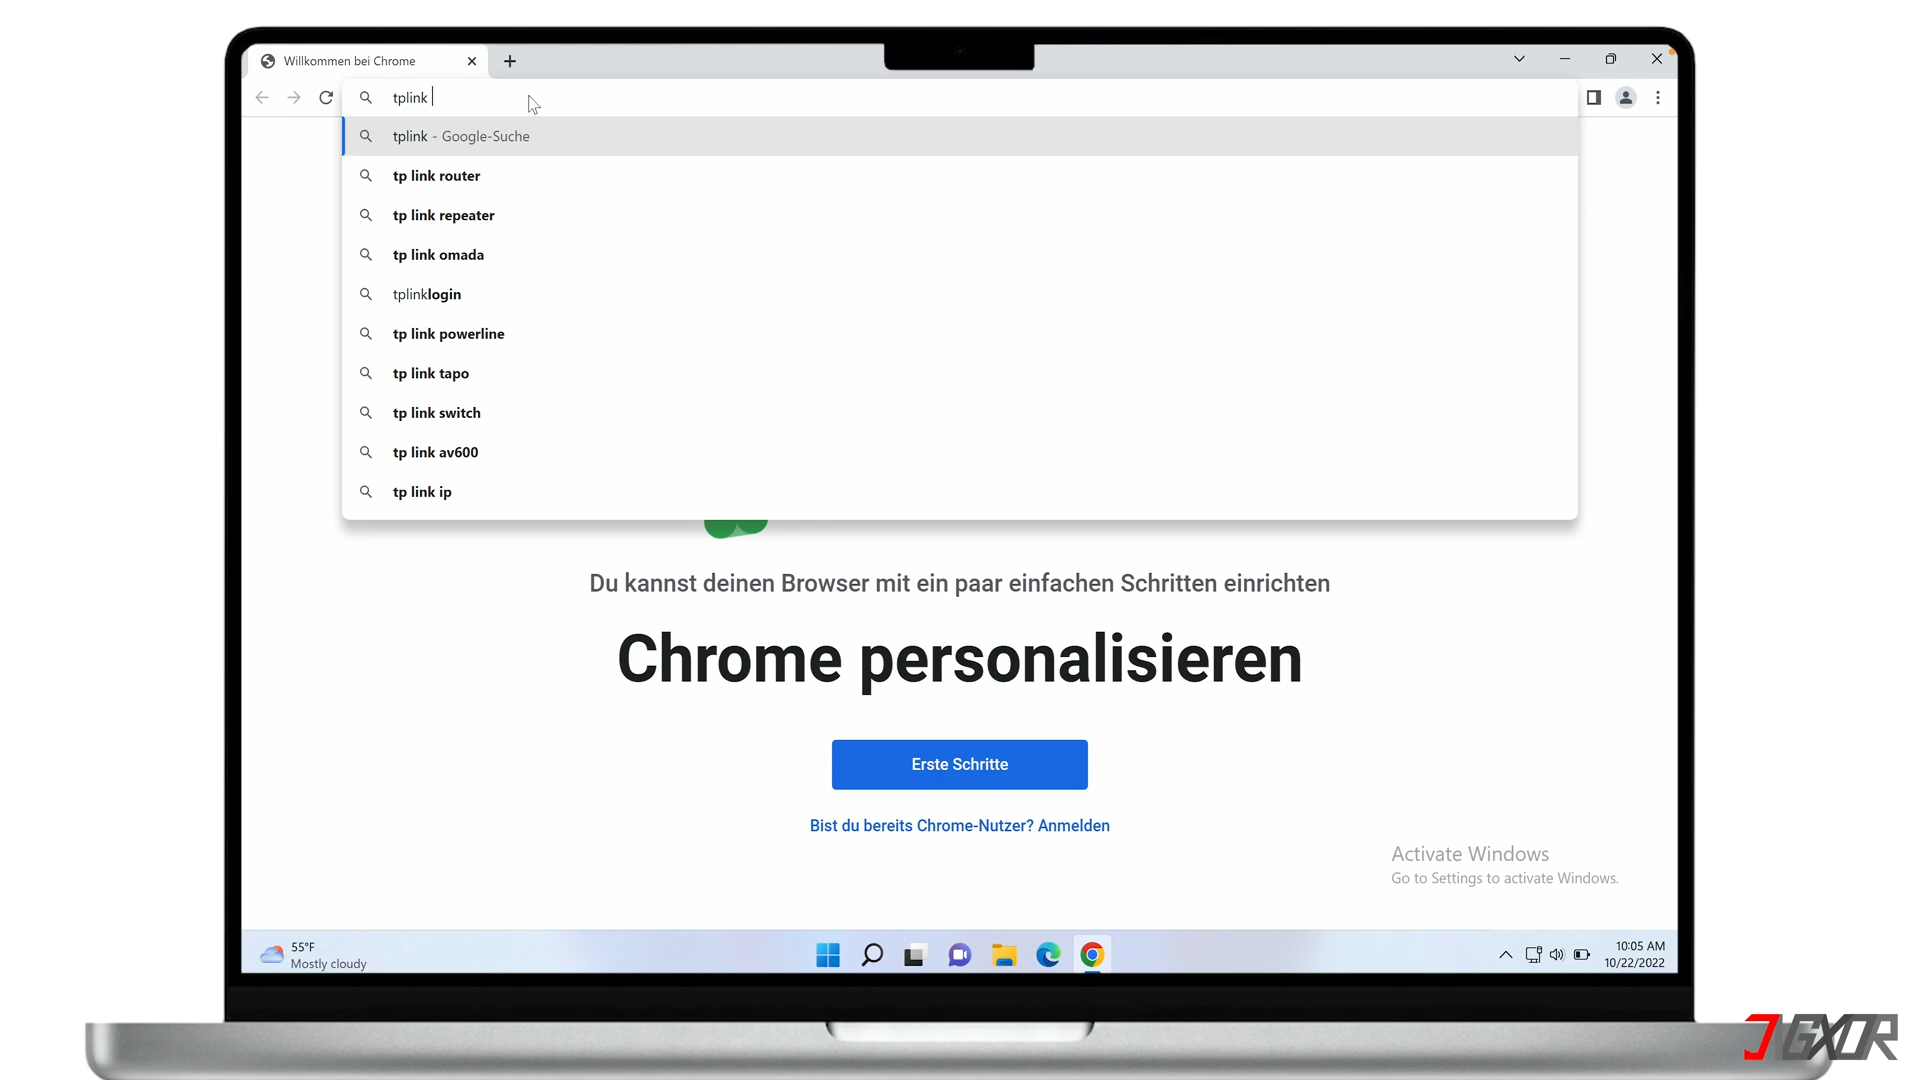 Willkommen bei Chrome
tplink
tplink - Google-Suche
tp link router
tp link repeater
tp link omada
tplinklogin
tp link powerline
tp link tapo
tp link switch
tp link av600
tp link ip
Du kannst deinen Browser mit ein paar einfachen Schritten einrichten
Chrome personalisieren
Erste Schritte
Bist du bereits Chrome-Nutzer? Anmelden
Activate Windows
Go to Settings to activate Windows.
55°F
Mostly cloudy
10:05 AM
10/22/2022
JGXOR